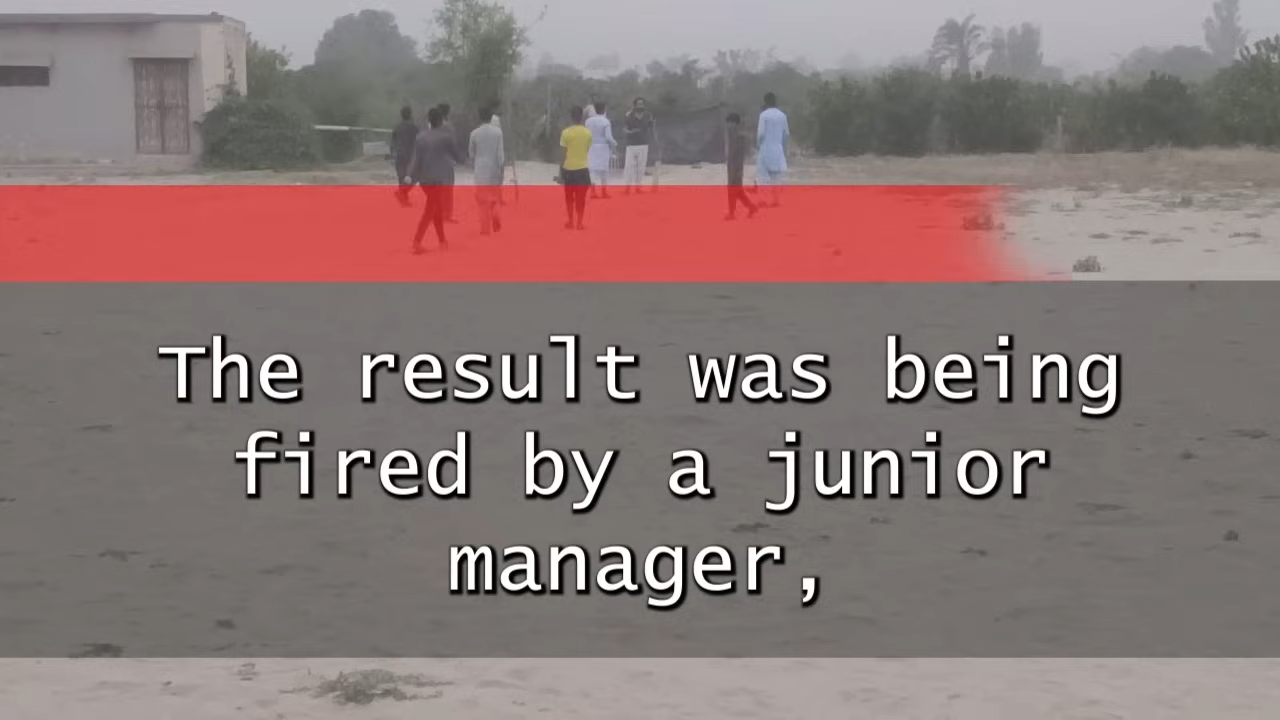 The result was being
fired by a junior
manager,